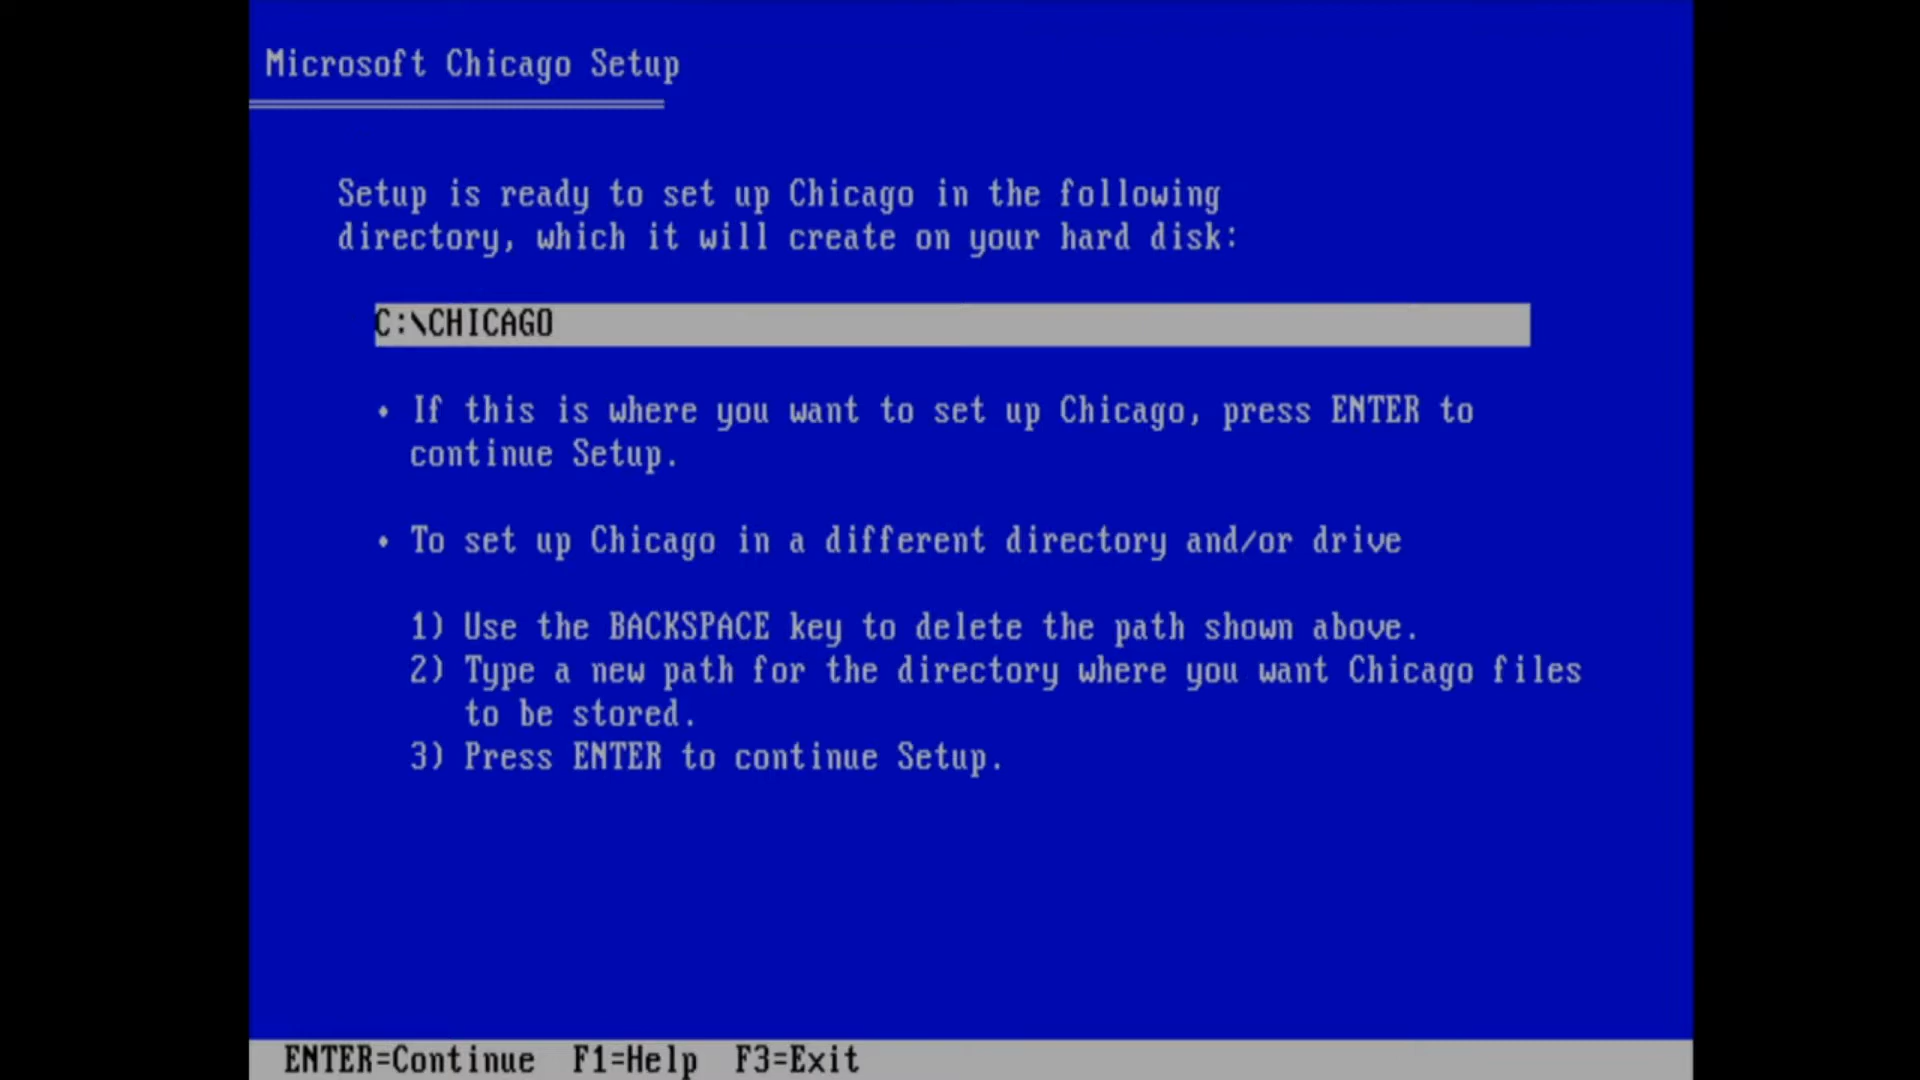 Microsoft Chicago Setup
Setup is ready to set up Chicago in the following
directory, which it will create on your hard disk:
C:\CHICAGO
• If this is where you want to set up Chicago, press ENTER to
continue Setup.
• To set up Chicago in a different directory and/or drive
1) Use the BACKSPACE key to delete the path shown above.
2) Type a new path for the directory where you want Chicago files
to be stored.
3) Press ENTER to continue Setup.
ENTER=Continue F1=Help F3=Exit